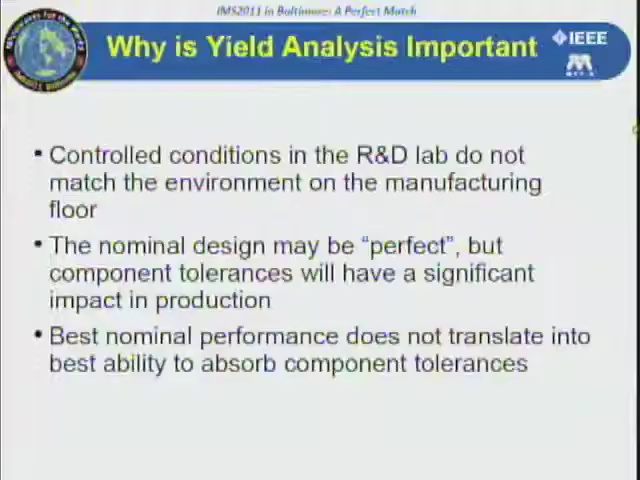 IMS2011 in Baltimore: A Perfect Match
Why is Yield Analysis Important
IEEE
• Controlled conditions in the R&D lab do not
match the environment on the manufacturing
floor
• The nominal design may be “perfect”, but
component tolerances will have a significant
impact in production
• Best nominal performance does not translate into
best ability to absorb component tolerances